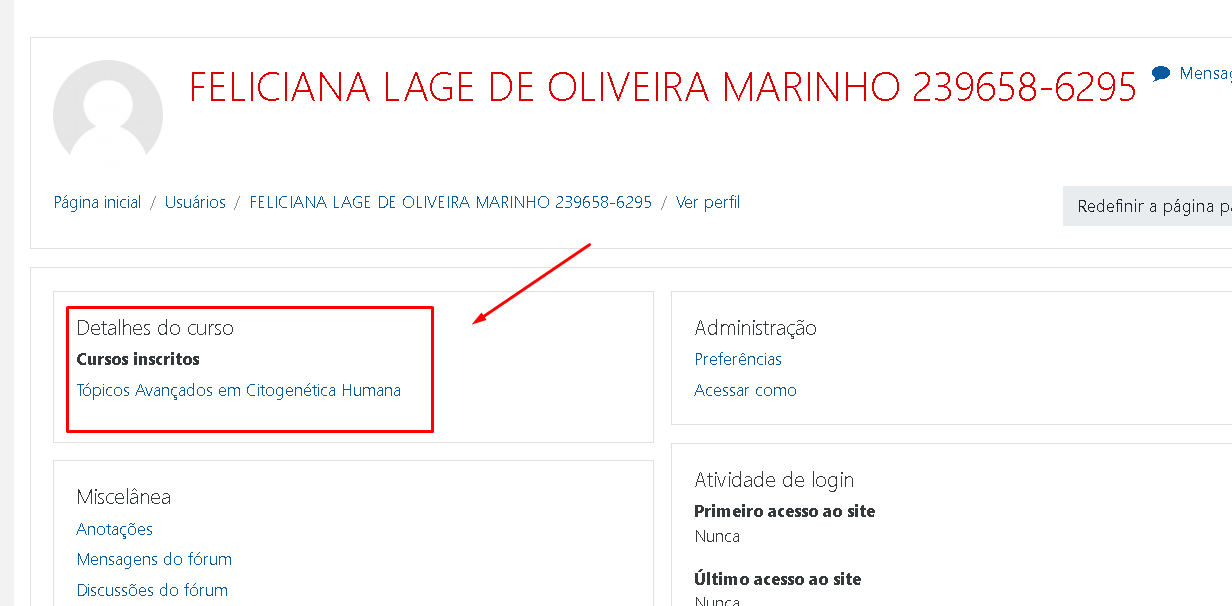 FELICIANA LAGE DE OLIVEIRA MARINHO 239658-6295
Mensag
Página inicial / Usuários / FELICIANA LAGE DE OLIVEIRA MARINHO 239658-6295 / Ver perfil
Redefinir a página pa
Detalhes do curso
Cursos inscritos
Tópicos Avançados em Citogenética Humana
Administração
Preferências
Acessar como
Miscelânea
Anotações
Mensagens do fórum
Discussões do fórum
Atividade de login
Primeiro acesso ao site
Nunca
Último acesso ao site
Nunca